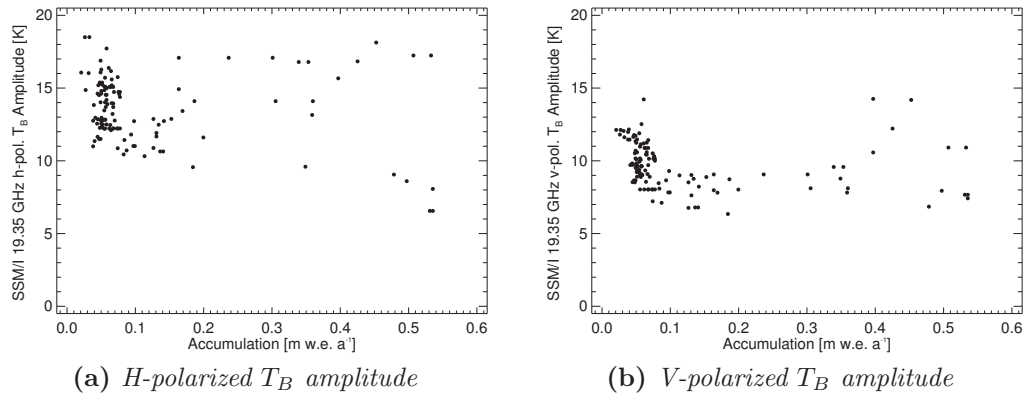 SSM/I 19.35 GHz h-pol. T_B Amplitude [K]
20
15
10
5
0
0.0 0.1 0.2 0.3 0.4 0.5 0.6
Accumulation [m w.e. a⁻¹]
(a) H-polarized T_B amplitude
SSM/I 19.35 GHz v-pol. T_B Amplitude [K]
20
15
10
5
0
0.0 0.1 0.2 0.3 0.4 0.5 0.6
Accumulation [m w.e. a⁻¹]
(b) V-polarized T_B amplitude